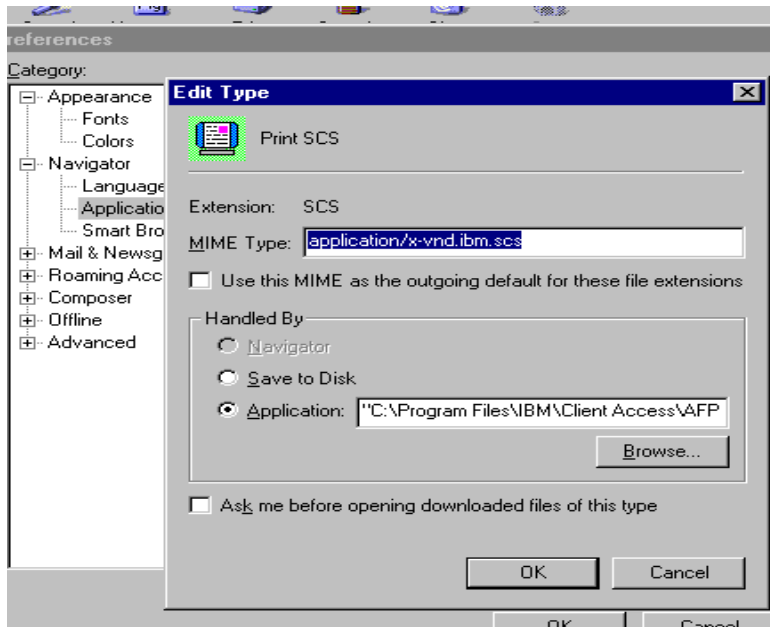 references
Category:
Appearance
Fonts
Colors
Navigator
Language
Applicatio
Smart Bro
Mail & Newsg
Roaming Acc
Composer
Offline
Advanced
Edit Type
Print SCS
Extension: SCS
MIME Type: application/x-vnd.ibm.scs
Use this MIME as the outgoing default for these file extensions
Handled By
Navigator
Save to Disk
Application: "C:\Program Files\IBM\Client Access\AFP
Browse...
Ask me before opening downloaded files of this type
OK Cancel
OK Cancel